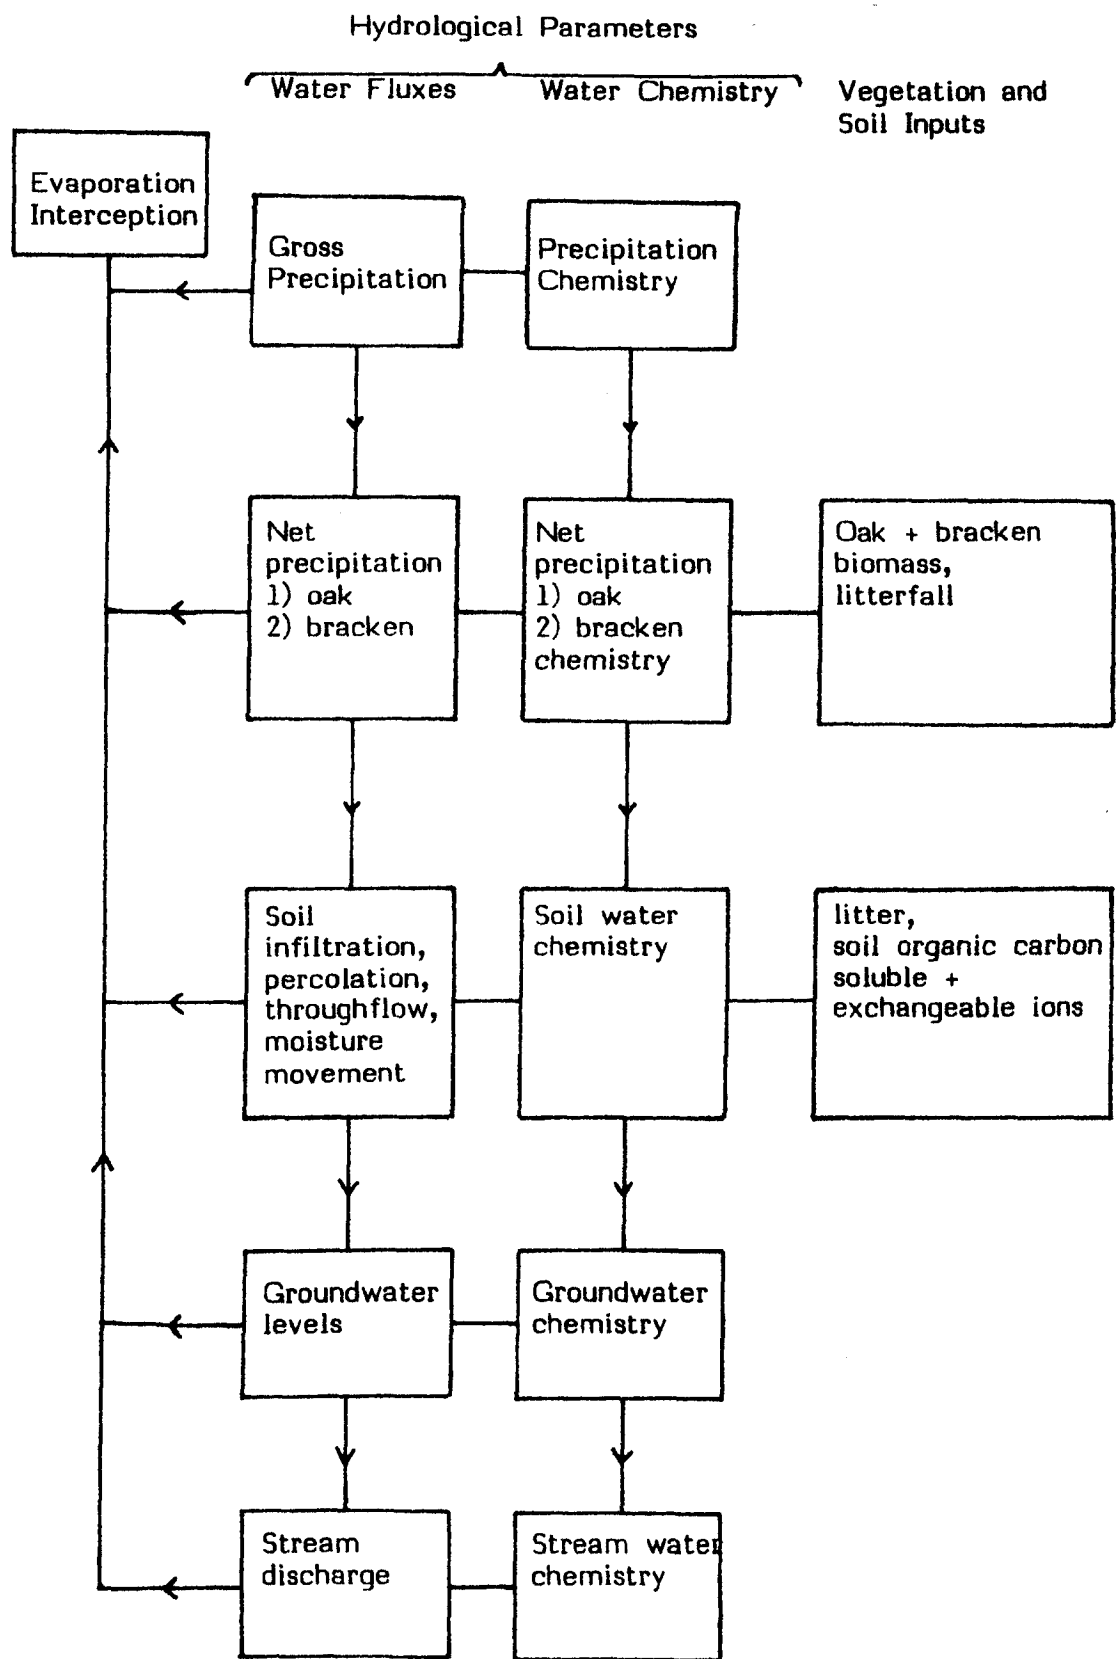 Hydrological Parameters
Water Fluxes
Water Chemistry
Vegetation and
Soil Inputs
Evaporation
Interception
Gross
Precipitation
Precipitation
Chemistry
Net
precipitation
1) oak
2) bracken
Net
precipitation
1) oak
2) bracken
chemistry
Oak + bracken
biomass,
litterfall
Soil
infiltration,
percolation,
throughflow,
moisture
movement
Soil water
chemistry
litter,
soil organic carbon
soluble +
exchangeable ions
Groundwater
levels
Groundwater
chemistry
Stream
discharge
Stream water
chemistry